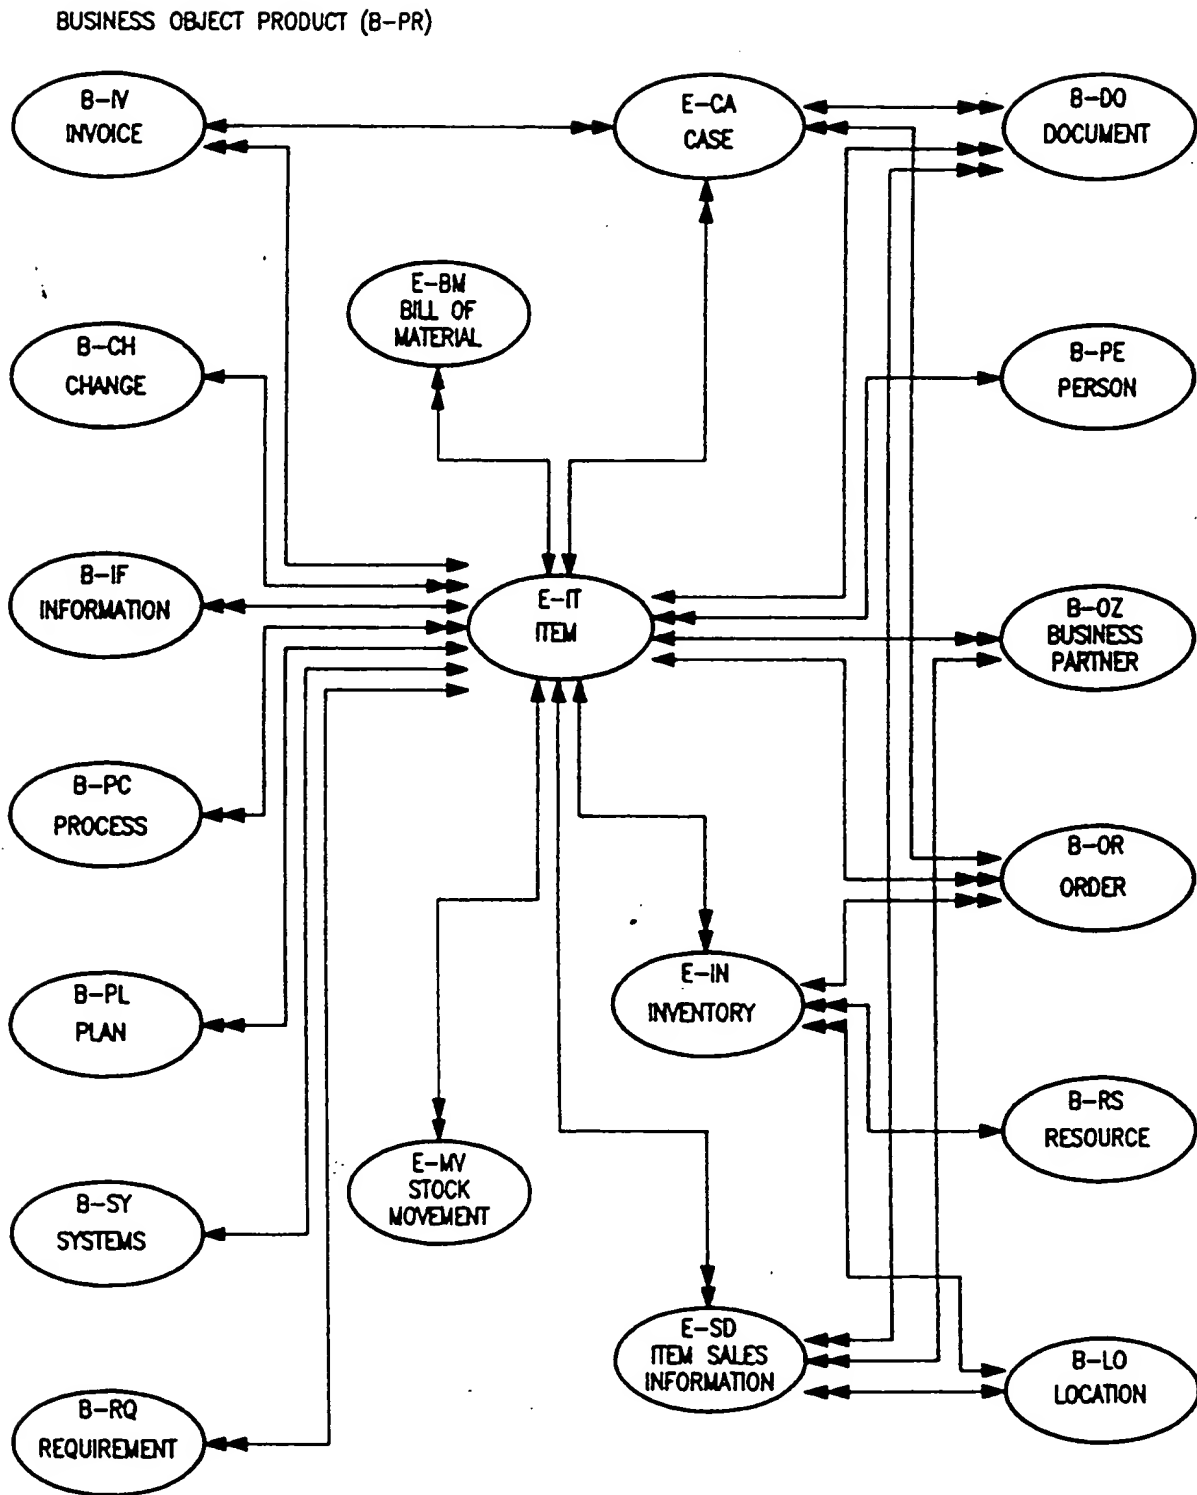 BUSINESS OBJECT PRODUCT (B-PR)
B-IV
INVOICE
E-CA
CASE
B-DO
DOCUMENT
E-BM
BILL OF
MATERIAL
B-CH
CHANGE
B-PE
PERSON
B-IF
INFORMATION
E-IT
ITEM
B-OZ
BUSINESS
PARTNER
B-PC
PROCESS
B-OR
ORDER
B-PL
PLAN
E-IN
INVENTORY
B-RS
RESOURCE
E-MV
STOCK
MOVEMENT
B-SY
SYSTEMS
E-SD
ITEM SALES
INFORMATION
B-LO
LOCATION
B-RQ
REQUIREMENT